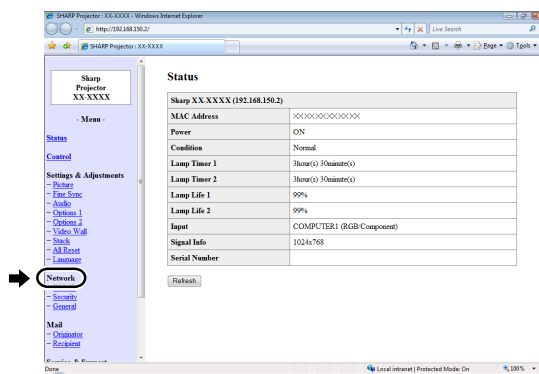 SHARP Projector : XX-XXXX - Windows Internet Explorer
http://192.168.150.2/
Live Search
SHARP Projector : XX-XXXX
Page
Tools
Sharp
Projector
XX-XXXX
- Menu -
Status
Control
Settings & Adjustments
– Picture
– Fine Sync
– Audio
– Options 1
– Options 2
– Video Wall
– Stack
– All Reset
– Language
Network
– Security
– General
Mail
– Originator
– Recipient
Status
Sharp XX-XXXX (192.168.150.2)
MAC Address XXXXXXXXXXXX
Power ON
Condition Normal
Lamp Timer 1 3hour(s) 30minute(s)
Lamp Timer 2 3hour(s) 30minute(s)
Lamp Life 1 99%
Lamp Life 2 99%
Input COMPUTER1 (RGB/Component)
Signal Info 1024x768
Serial Number
Refresh
Done
Local intranet | Protected Mode: On
100%